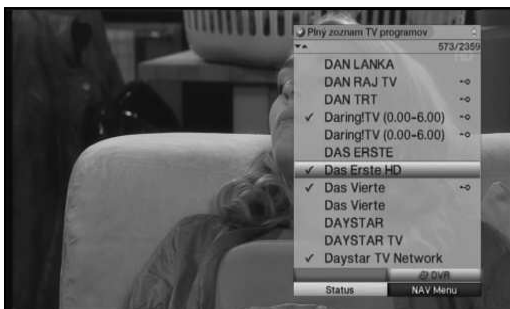 Plný zoznam TV programov
573/2359
DAN LANKA
DAN RAJ TV
DAN TRT
Daring!TV (0.00-6.00)
Daring!TV (0.00-6.00)
DAS ERSTE
Das Erste HD
Das Vierte
Das Vierte
DAYSTAR
DAYSTAR TV
Daystar TV Network
@ DVR
Status NAV Menu